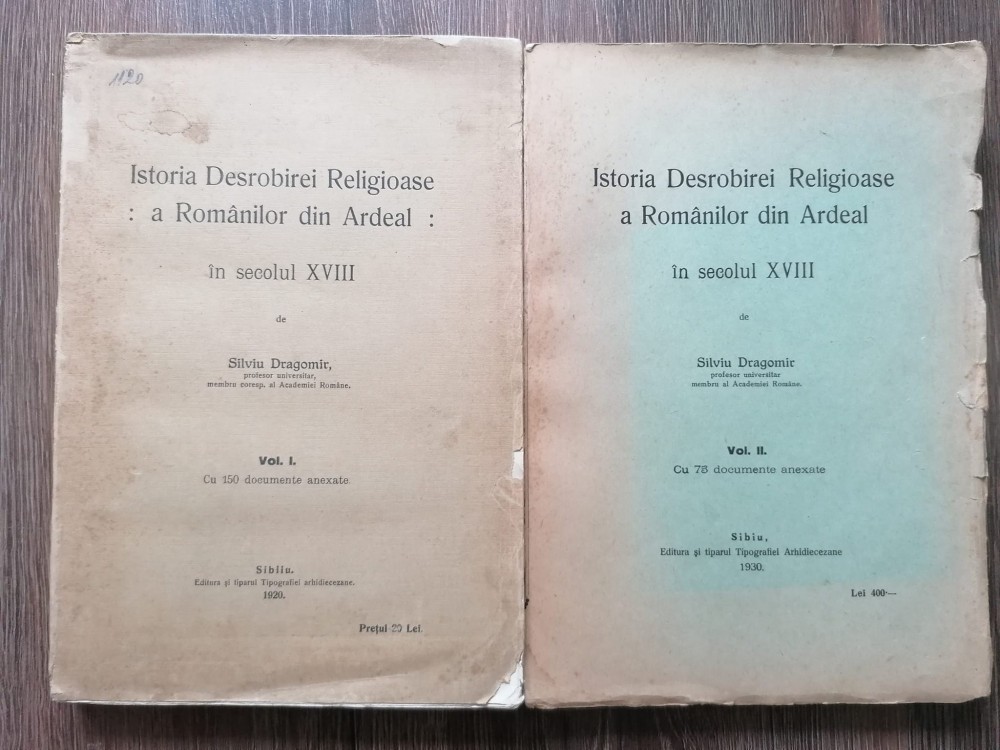 1120
Istoria Desrobirei Religioase
: a Românilor din Ardeal :
în secolul XVIII
de
Silviu Dragomir,
profesor universitar,
membru coresp. al Academiei Române.
Vol. I.
Cu 150 documente anexate.
Sibiiu.
Editura și tiparul Tipografiei arhidiecezane.
1920.
Prețul 20 Lei.
Istoria Desrobirei Religioase
a Românilor din Ardeal
în secolul XVIII
de
Silviu Dragomir
profesor universitar
membru al Academiei Române.
Vol. II.
Cu 78 documente anexate
Sibiu,
Editura și tiparul Tipografiei Arhidiecezane
1930.
Lei 400·—